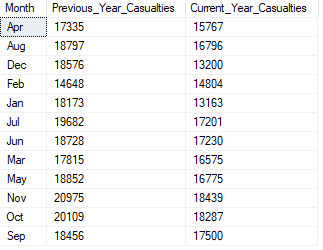 Month Previous_Year_Casualties Current_Year_Casualties
Apr 17335 15767
Aug 18797 16796
Dec 18576 13200
Feb 14648 14804
Jan 18173 13163
Jul 19682 17201
Jun 18728 17230
Mar 17815 16575
May 18852 16775
Nov 20975 18439
Oct 20109 18287
Sep 18456 17500